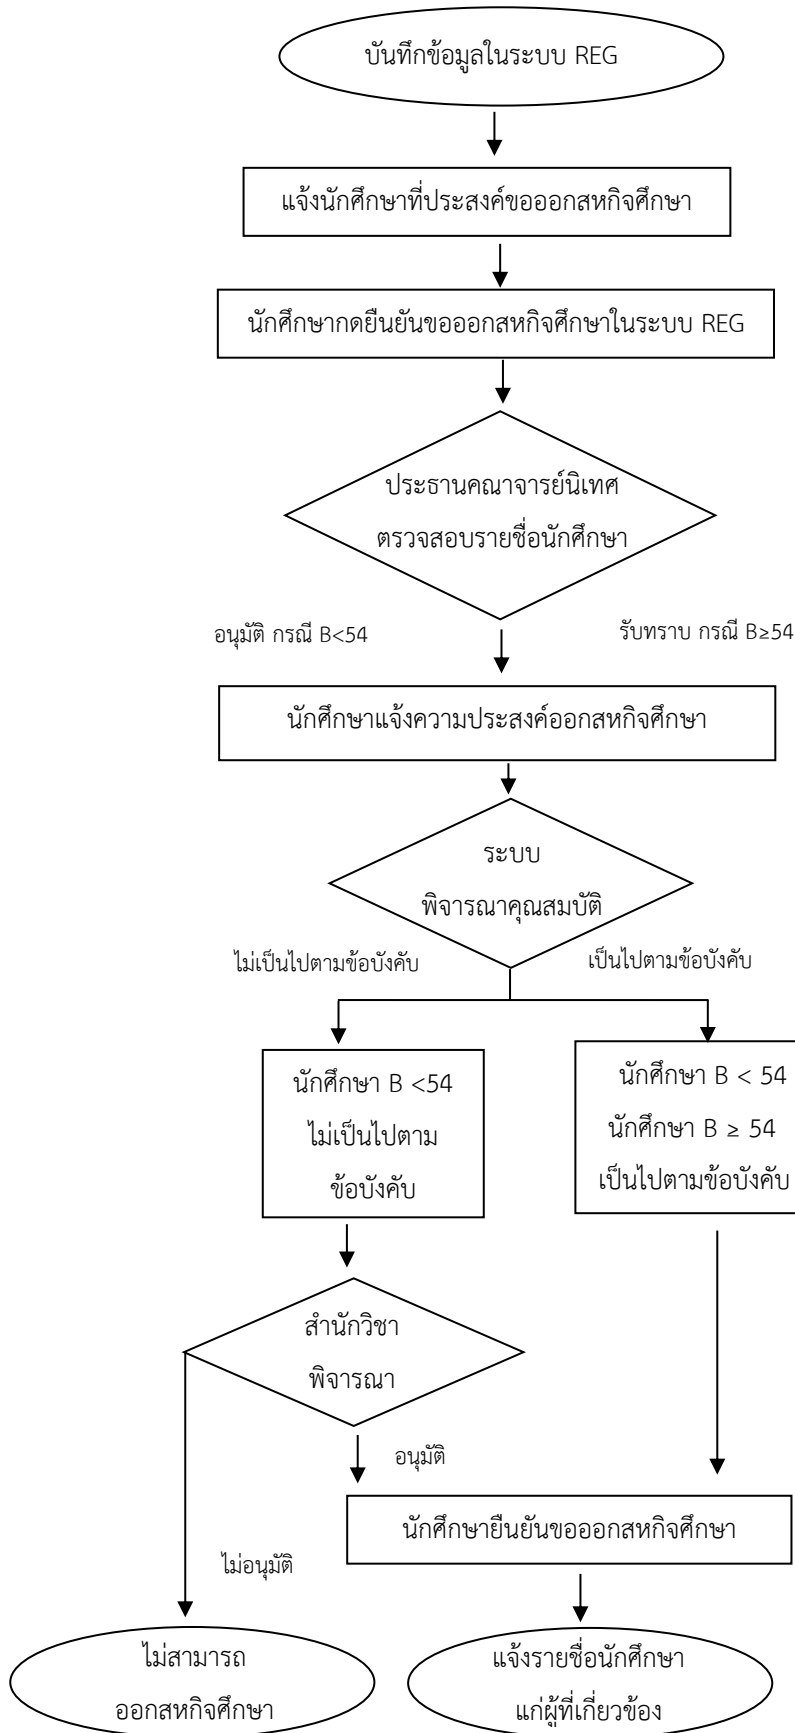 บันทึกข้อมูลในระบบ REG
แจ้งนักศึกษาที่ประสงค์ขอออกสหกิจศึกษา
นักศึกษากดยืนยันขอออกสหกิจศึกษาในระบบ REG
ประธานคณาจารย์นิเทศ
ตรวจสอบรายชื่อนักศึกษา
อนุมัติ กรณี B<54
รับทราบ กรณี B≥54
นักศึกษาแจ้งความประสงค์ออกสหกิจศึกษา
ระบบ
พิจารณาคุณสมบัติ
ไม่เป็นไปตามข้อบังคับ
เป็นไปตามข้อบังคับ
นักศึกษา B <54
ไม่เป็นไปตาม
ข้อบังคับ
นักศึกษา B < 54
นักศึกษา B ≥ 54
เป็นไปตามข้อบังคับ
สำนักวิชา
พิจารณา
อนุมัติ
นักศึกษายืนยันขอออกสหกิจศึกษา
ไม่อนุมัติ
ไม่สามารถ
ออกสหกิจศึกษา
แจ้งรายชื่อนักศึกษา
แก่ผู้ที่เกี่ยวข้อง